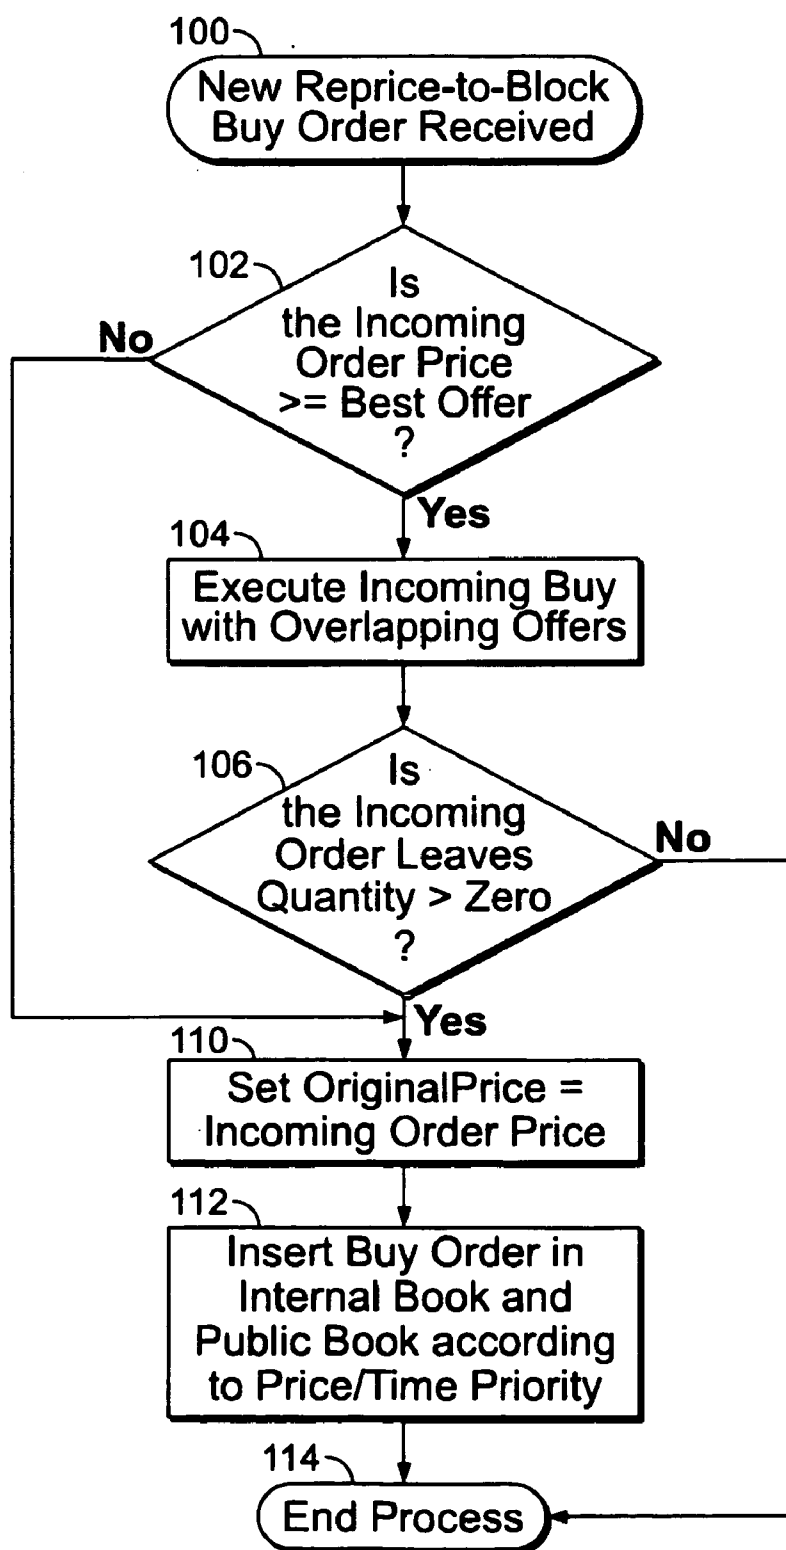 100
New Reprice-to-Block
Buy Order Received
102
Is
the Incoming
Order Price
>= Best Offer
?
No
Yes
104
Execute Incoming Buy
with Overlapping Offers
106
Is
the Incoming
Order Leaves
Quantity > Zero
?
No
Yes
110
Set OriginalPrice =
Incoming Order Price
112
Insert Buy Order in
Internal Book and
Public Book according
to Price/Time Priority
114
End Process